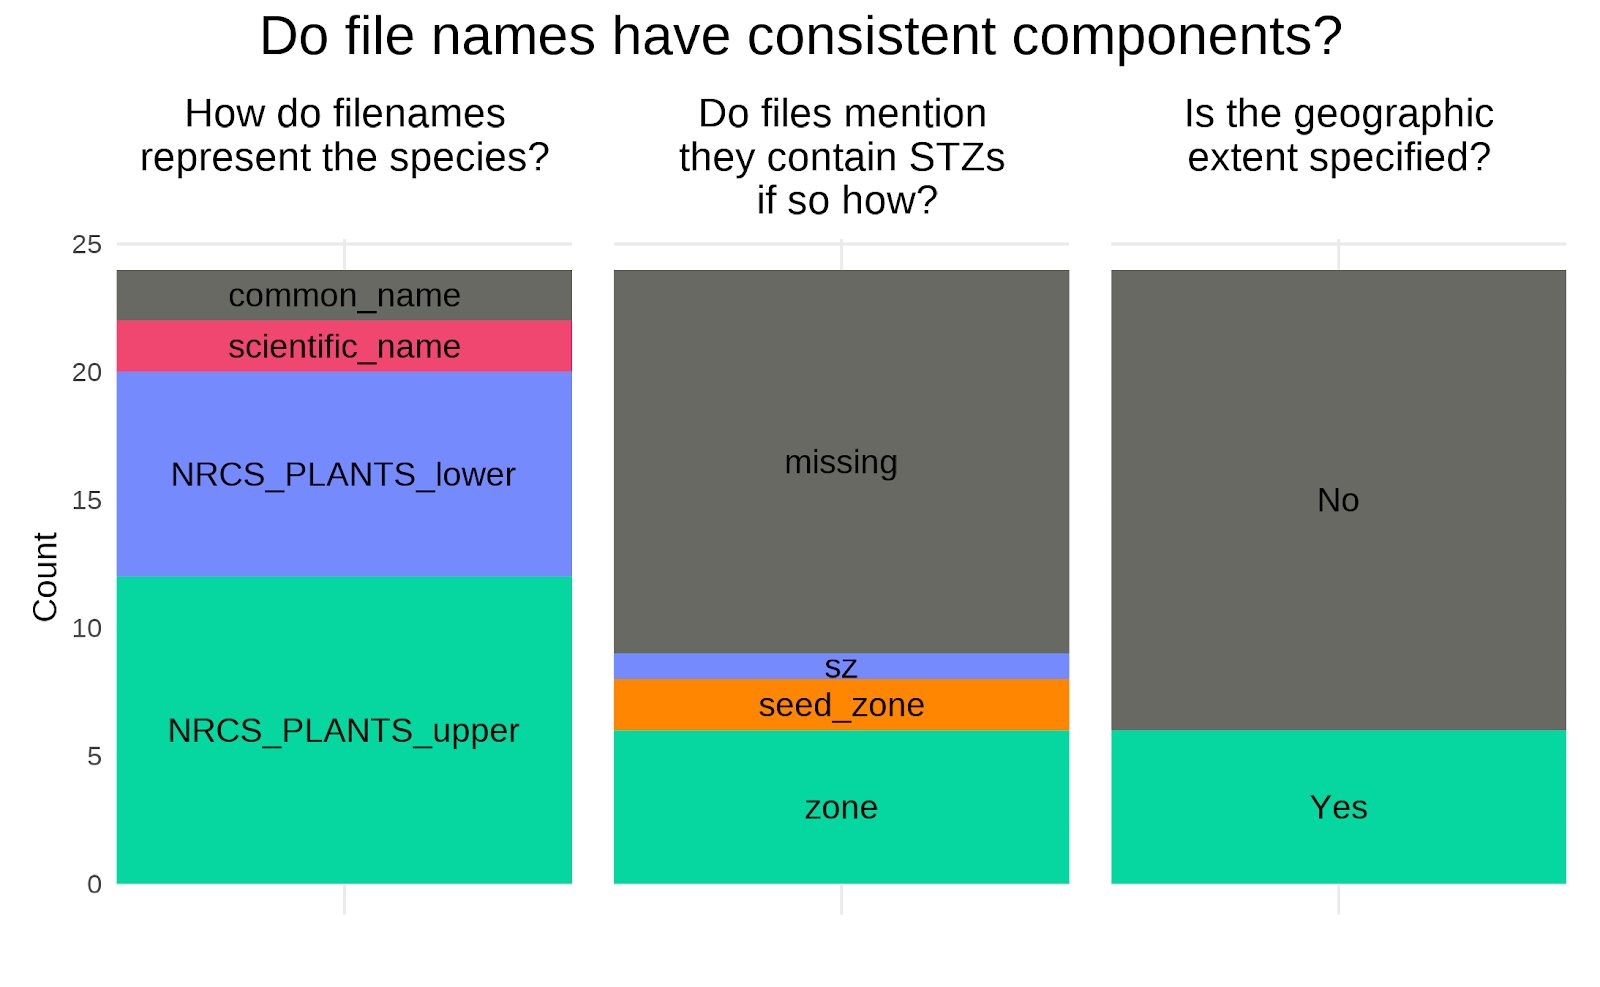 Do file names have consistent components?
How do filenames
represent the species?
Do files mention
they contain STZs
if so how?
Is the geographic
extent specified?
Count
25
20
15
10
5
0
common_name
scientific_name
NRCS_PLANTS_lower
NRCS_PLANTS_upper
missing
sz
seed_zone
zone
No
Yes